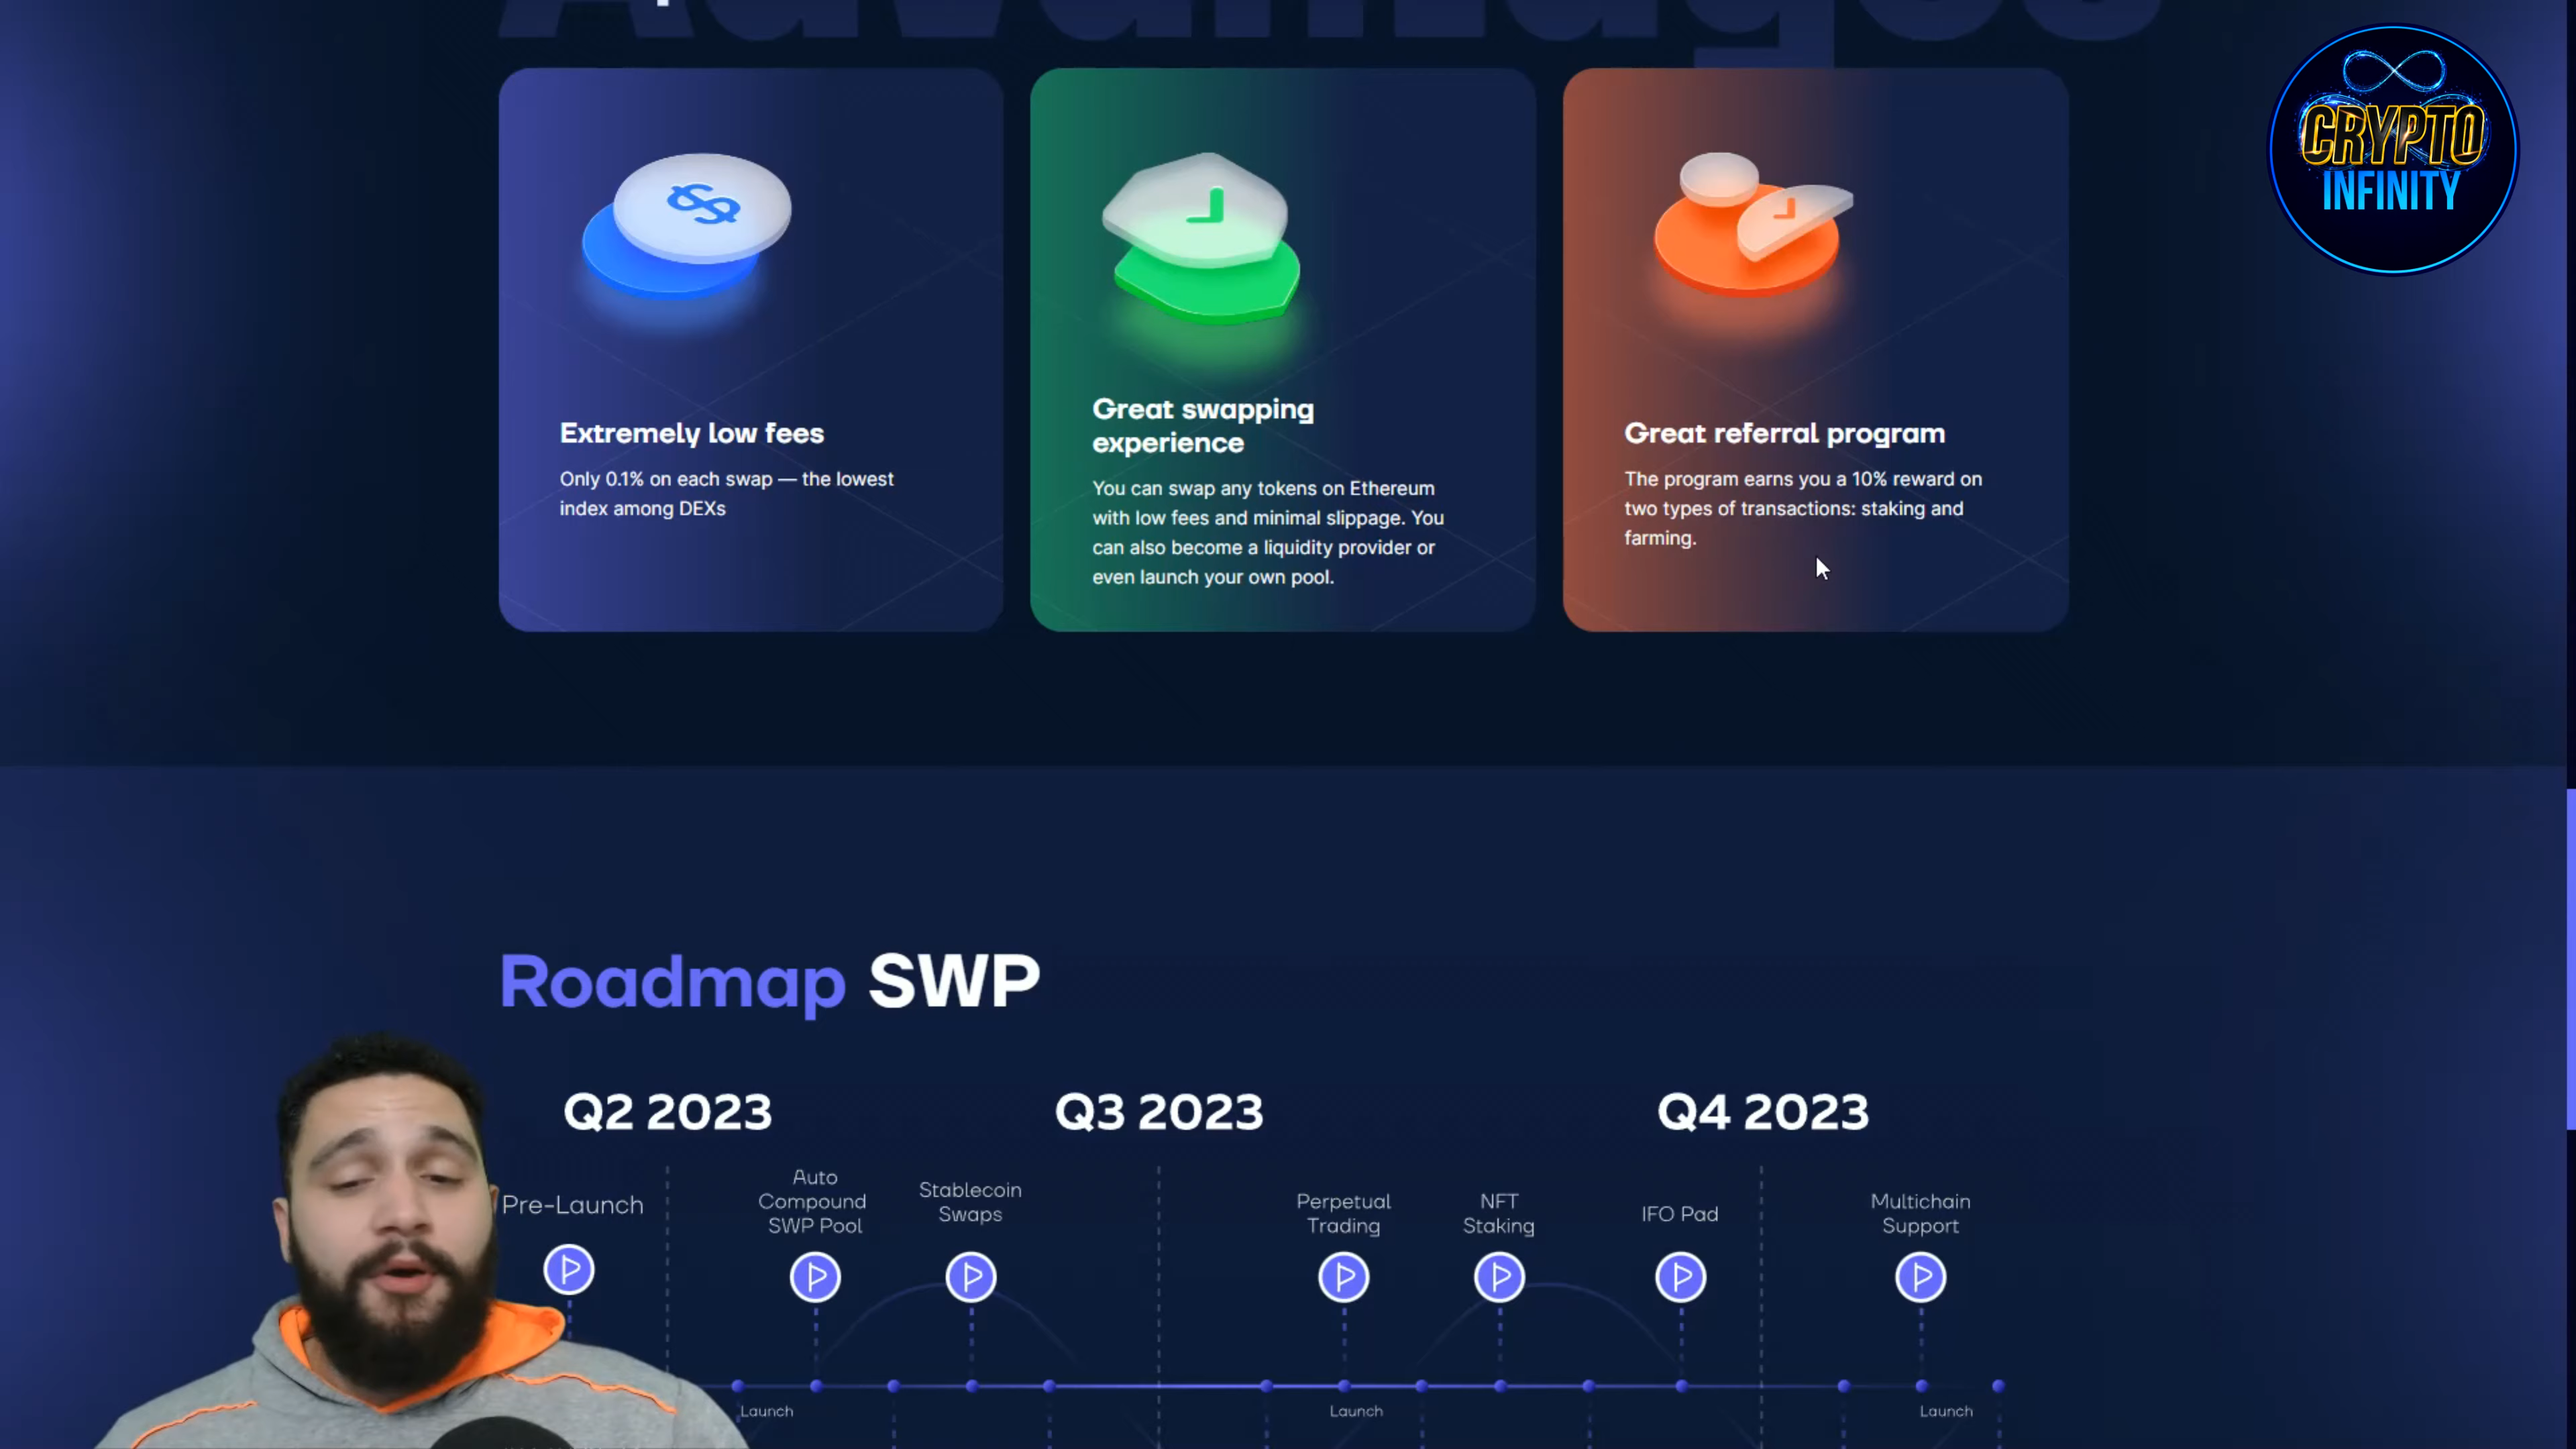 Advantages
CRYPTO
INFINITY
Extremely low fees
Only 0.1% on each swap — the lowest
index among DEXs
Great swapping
experience
You can swap any tokens on Ethereum
with low fees and minimal slippage. You
can also become a liquidity provider or
even launch your own pool.
Great referral program
The program earns you a 10% reward on
two types of transactions: staking and
farming.
Roadmap SWP
Q2 2023
Q3 2023
Q4 2023
Pre-Launch
Auto
Compound
SWP Pool
Stablecoin
Swaps
Perpetual
Trading
NFT
Staking
IFO Pad
Multichain
Support
Launch
Launch
Launch